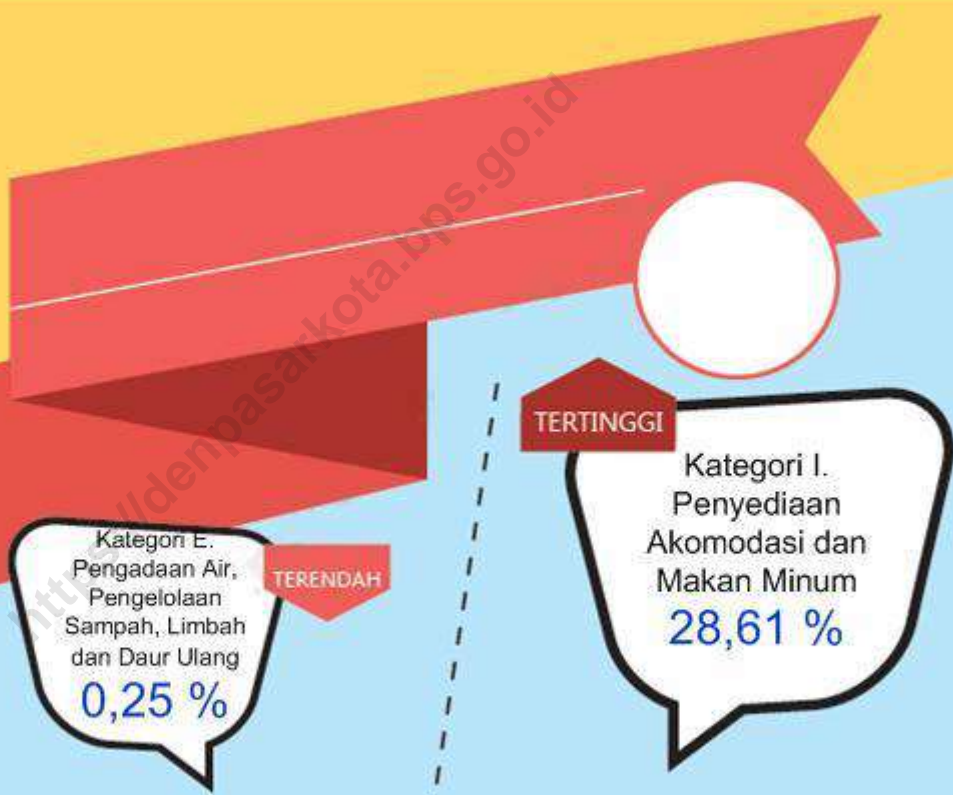 https://denpasarkota.bps.go.id
TERTINGGI
Kategori I.
Penyediaan
Akomodasi dan
Makan Minum
28,61 %
TERENDAH
Kategori E.
Pengadaan Air,
Pengelolaan
Sampah, Limbah
dan Daur Ulang
0,25 %